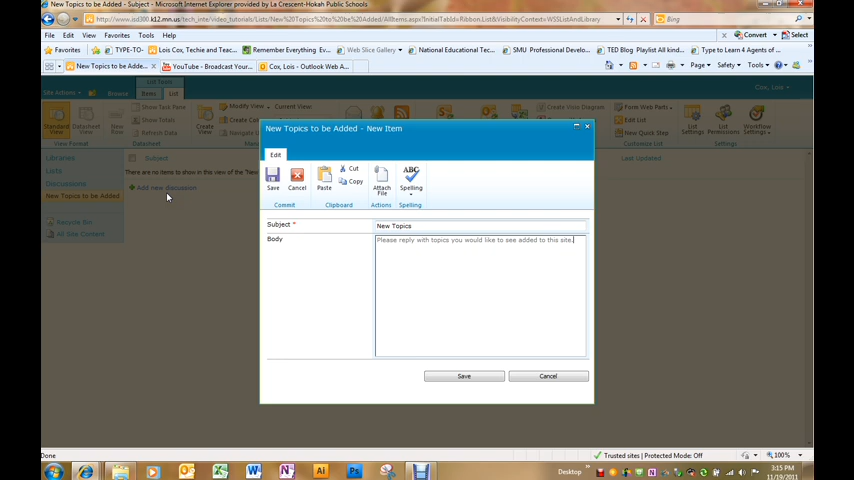 New Topics to be Added - Subject - Microsoft Internet Explorer provided by La Crescent-Hokah Public Schools
http://www.isd300.k12.mn.us/tech_inte/video_tutorials/Lists/New%20Topics%20to%20be%20Added/AllItems.aspx?InitialTabId=Ribbon.List&VisibilityContext=WSSListAndLibrary
Bing
File Edit View Favorites Tools Help
Convert Select
Favorites TYPE-TO- Lois Cox, Techie and Teac... Remember Everything. Ev... Web Slice Gallery National Educational Tec... SMU Professional Develo... TED Blog Playlist All kind... Type to Learn 4 Agents of ...
New Topics to be Adde... YouTube - Broadcast Your... Cox, Lois - Outlook Web A...
Page Safety Tools
Site Actions Browse List Tools Items List Cox, Lois
Standard View Datasheet View New Row Show Task Pane Show Totals Refresh Data
Create View Modify View Current View:
Create Co
Navigate U
Create View Diagram
Form Web Parts Edit List New Quick Step
List Settings List Permissions Workflow Settings
View Format Datasheet Settings
Libraries
Lists
Discussions
New Topics to be Added
Recycle Bin
All Site Content
Subject Last Updated
There are no items to show in this view of the "New
Add new discussion
New Topics to be Added - New Item
Edit
Save Cancel Paste Cut Copy Attach File Spelling
Commit Clipboard Actions Spelling
Subject * New Topics
Body Please reply with topics you would like to see added to this site.
Save Cancel
Done Trusted sites | Protected Mode: Off 100%
Desktop 3:15 PM
11/19/2011